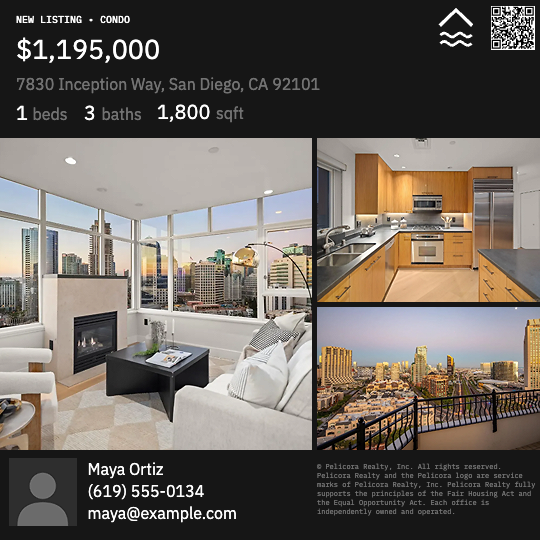 NEW LISTING • CONDO
$1,195,000
7830 Inception Way, San Diego, CA 92101
1 beds 3 baths 1,800 sqft
Maya Ortiz
(619) 555-0134
maya@example.com
© Pelicora Realty, Inc. All rights reserved.
Pelicora Realty and the Pelicora logo are service
marks of Pelicora Realty, Inc. Pelicora Realty fully
supports the principles of the Fair Housing Act and
the Equal Opportunity Act. Each office is
independently owned and operated.